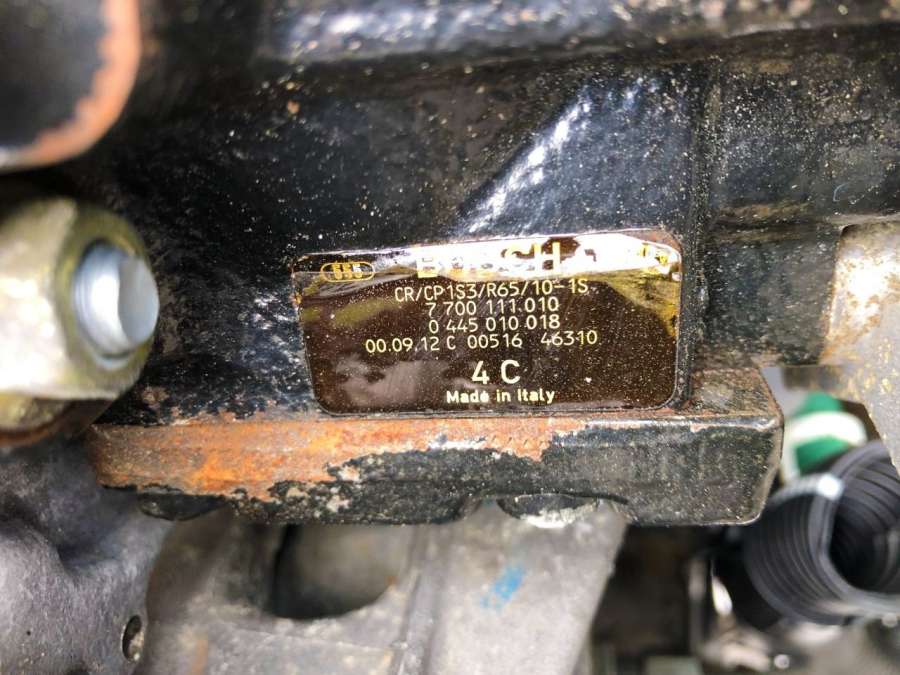 BOSCH
CR/CP1S3/R65/10-1S
7 700 111 010
0 445 010 018
00.09.12 C 00516 46310
4 C
Made in Italy